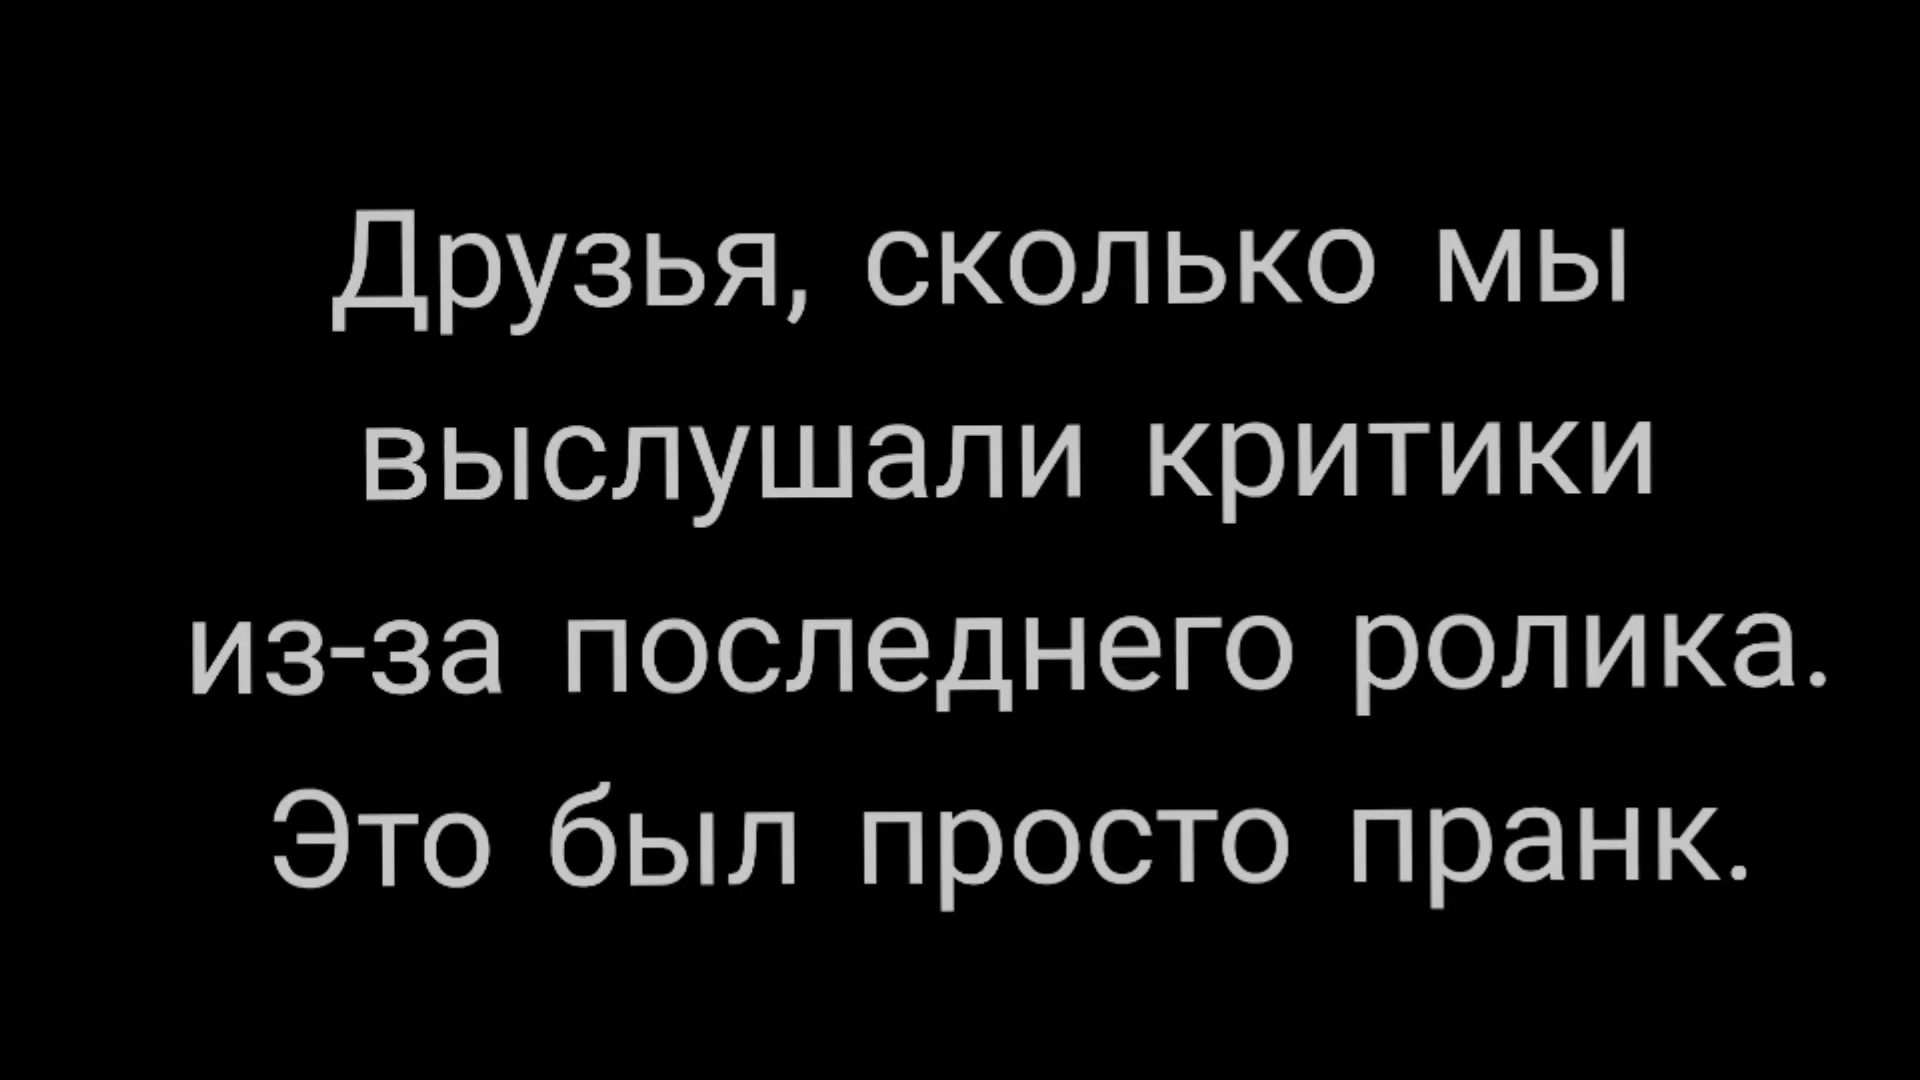 Друзья, сколько мы
выслушали критики
из-за последнего ролика.
Это был просто пранк.